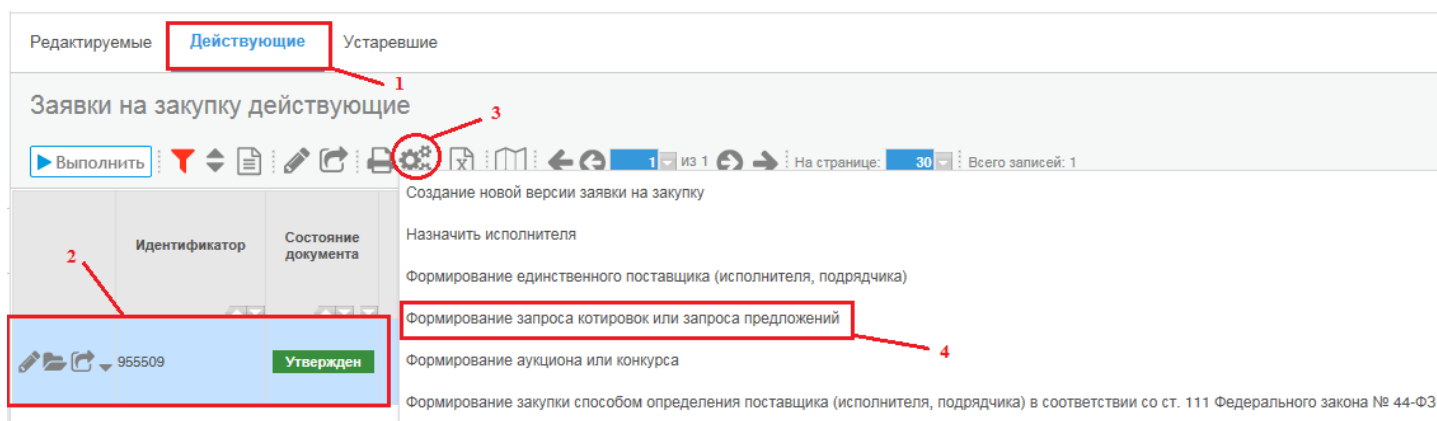 Редактируемые Действующие Устаревшие
1
Заявки на закупку действующие
3
Выполнить 1 из 1 На странице: 30 Всего записей: 1
Создание новой версии заявки на закупку
Идентификатор Состояние документа
Назначить исполнителя
2
Формирование единственного поставщика (исполнителя, подрядчика)
Формирование запроса котировок или запроса предложений
4
955509 Утвержден
Формирование аукциона или конкурса
Формирование закупки способом определения поставщика (исполнителя, подрядчика) в соответствии со ст. 111 Федерального закона № 44-ФЗ